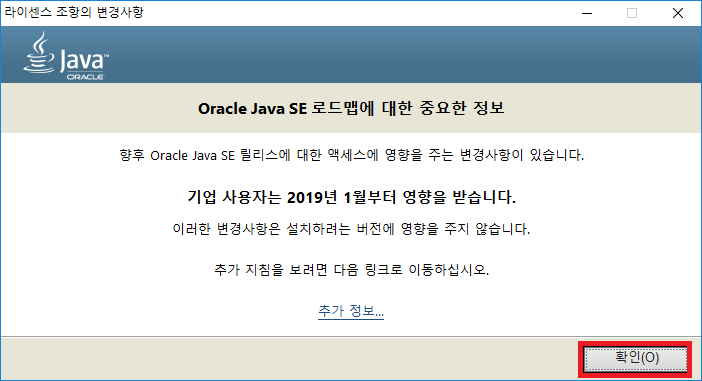 라이센스 조항의 변경사항
Java™
ORACLE
Oracle Java SE 로드맵에 대한 중요한 정보
향후 Oracle Java SE 릴리스에 대한 액세스에 영향을 주는 변경사항이 있습니다.
기업 사용자는 2019년 1월부터 영향을 받습니다.
이러한 변경사항은 설치하려는 버전에 영향을 주지 않습니다.
추가 지침을 보려면 다음 링크로 이동하십시오.
추가 정보...
확인(O)